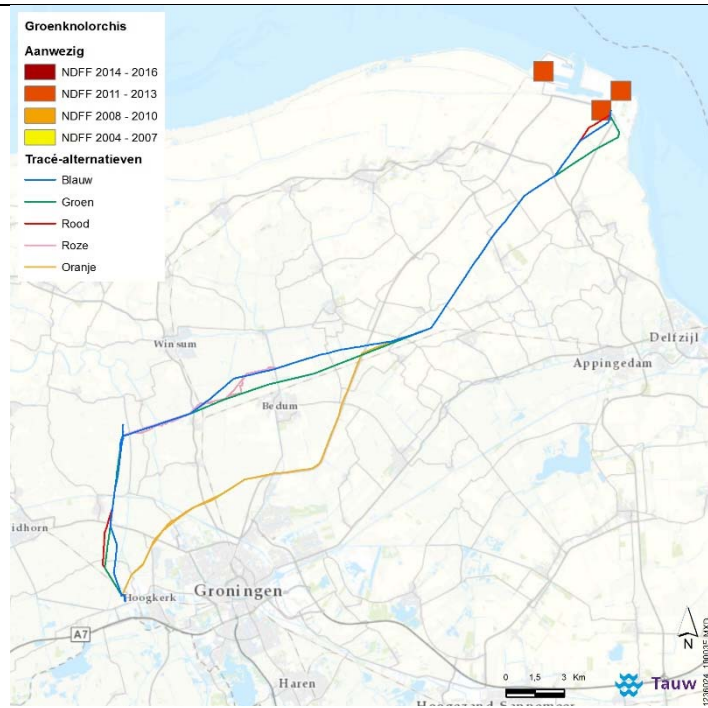 Groenknolorchis
Aanwezig
NDFF 2014 - 2016
NDFF 2011 - 2013
NDFF 2008 - 2010
NDFF 2004 - 2007
Tracé-alternatieven
Blauw
Groen
Rood
Roze
Oranje
Winsum
Delfzijl
Appingedam
Bedum
idhorn
Hoogkerk
Groningen
A7
Haren
N
0 1,5 3 Km
Tauw